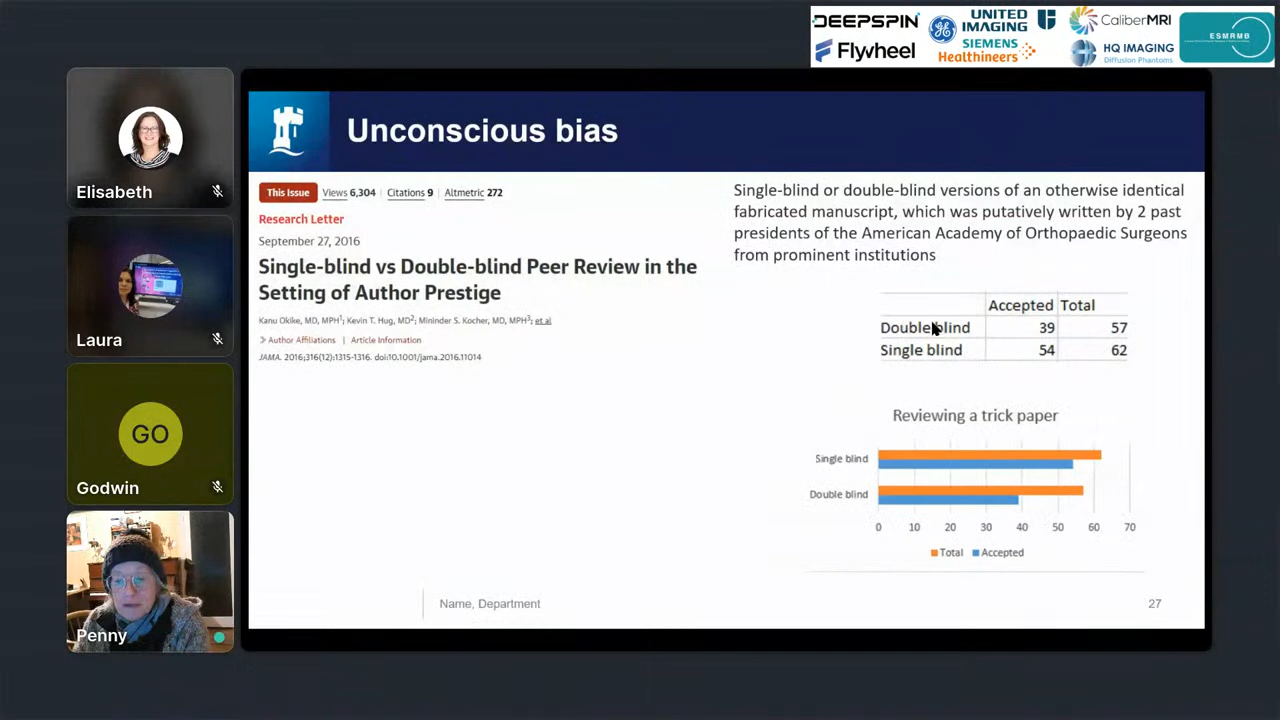 DEEPSPIN
UNITED
IMAGING
CaliberMRI
ESMRMB
Flywheel
SIEMENS
Healthineers
HQ IMAGING
Diffusion Phantoms
Elisabeth
Laura
GO
Godwin
Penny
Unconscious bias
This Issue Views 6,304 Citations 9 Altmetric 272
Research Letter
September 27, 2016
Single-blind vs Double-blind Peer Review in the
Setting of Author Prestige
Kanu Okike, MD, MPH1; Kevin T. Hug, MD2; Mininder S. Kocher, MD, MPH3; et al
Author Affiliations | Article Information
JAMA. 2016;316(12):1315-1316. doi:10.1001/jama.2016.11014
Single-blind or double-blind versions of an otherwise identical
fabricated manuscript, which was putatively written by 2 past
presidents of the American Academy of Orthopaedic Surgeons
from prominent institutions
Accepted Total
Double blind 39 57
Single blind 54 62
Reviewing a trick paper
Single blind
Double blind
0 10 20 30 40 50 60 70
Total Accepted
Name, Department
27